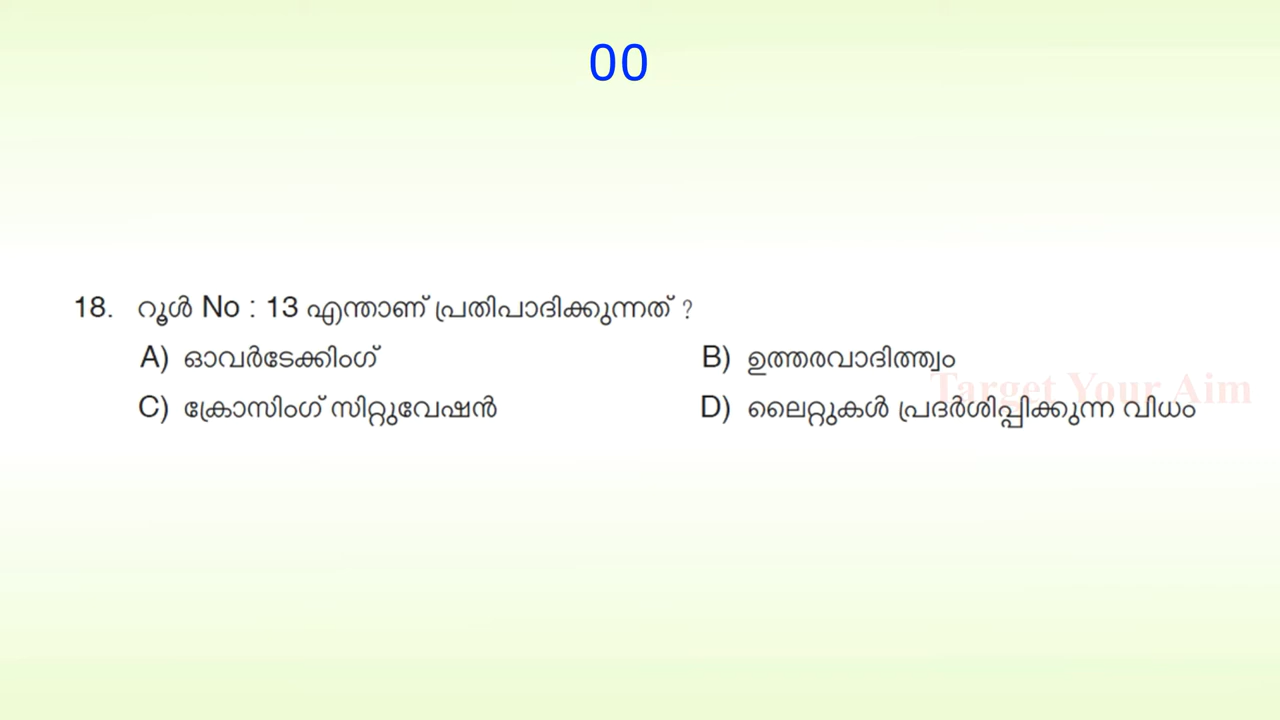 00
18. റൂൾ No : 13 എന്താണ് പ്രതിപാദിക്കുന്നത് ?
A) ഓവർടേക്കിംഗ് B) ഉത്തരവാദിത്ത്വം
Target Your Aim
C) ക്രോസിംഗ് സിറ്റുവേഷൻ D) ലൈറ്റുകൾ പ്രദർശിപ്പിക്കുന്ന വിധം